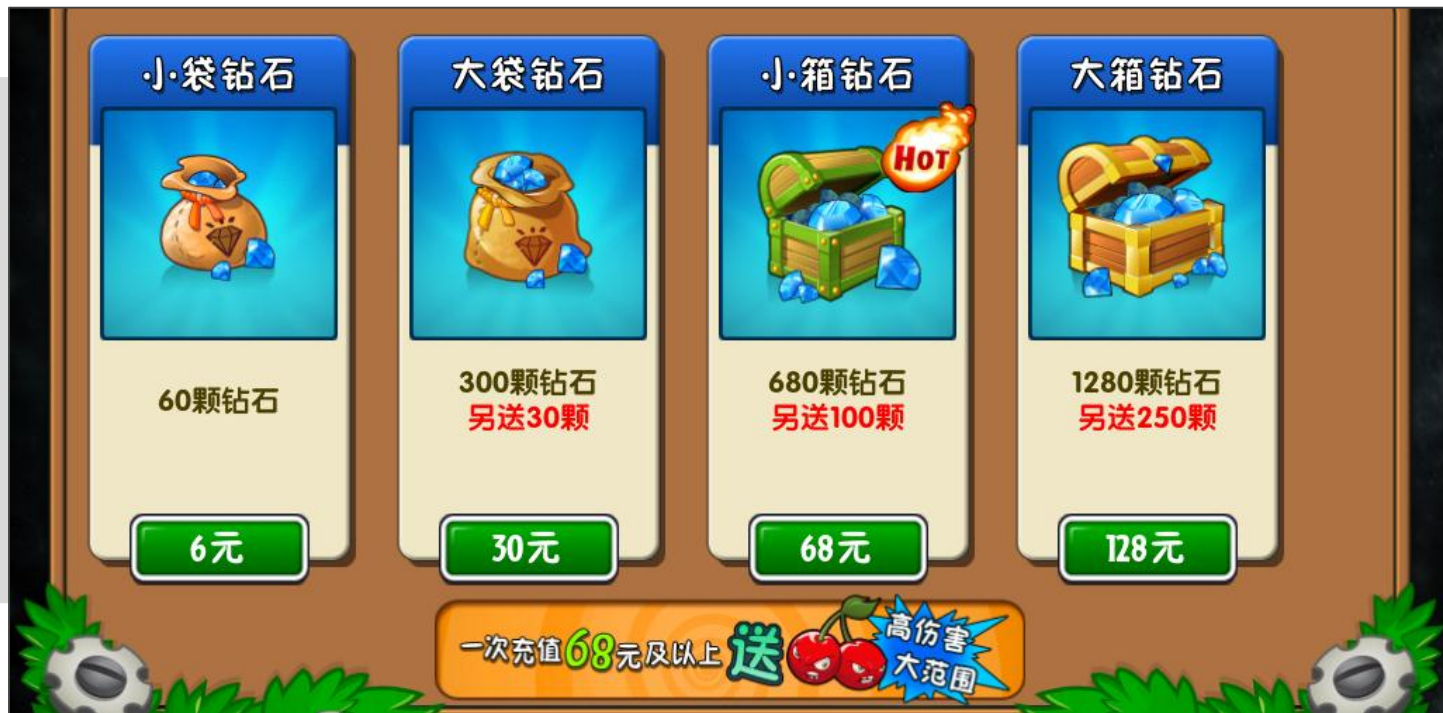 小袋钻石
60颗钻石
6元
大袋钻石
300颗钻石
另送30颗
30元
小箱钻石
HOT
680颗钻石
另送100颗
68元
大箱钻石
1280颗钻石
另送250颗
128元
一次充值68元及以上送
高伤害
大范围